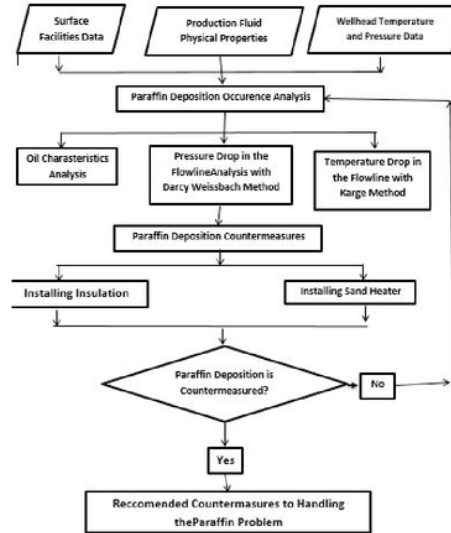 Surface
Facilities Data
Production Fluid
Physical Properties
Wellhead Temperature
and Pressure Data
Paraffin Deposition Occurence Analysis
Oil Charasteristics
Analysis
Pressure Drop in the
FlowlineAnalysis with
Darcy Weissbach Method
Temperature Drop in
the Flowline with
Karge Method
Paraffin Deposition Countermeasures
Installing Insulation
Installing Sand Heater
Paraffin Deposition is
Countermeasured?
No
Yes
Reccomended Countermasures to Handling
theParaffin Problem